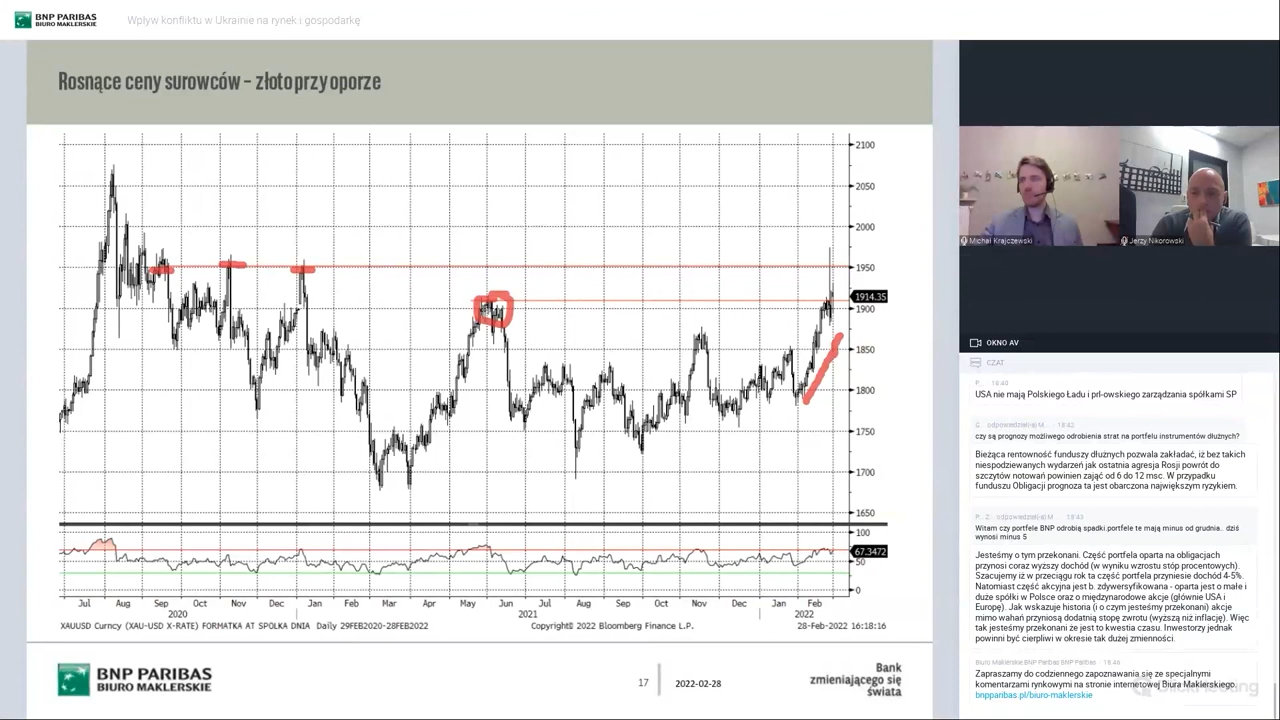 BNP PARIBAS
BIURO MAKLERSKIE
Wpływ konfliktu w Ukrainie na rynek i gospodarkę
Rosnące ceny surowców – złoto przy oporze
2100
2050
2000
1950
1914.35
1900
1850
1800
1750
1700
1650
100
67.3472
50
0
Jul Aug Sep Oct Nov Dec Jan Feb Mar Apr May Jun Jul Aug Sep Oct Nov Dec Jan Feb
2020 2021 2022
XAUUSD Curncy (XAU-USD X-RATE) FORMATKA AT SPOLKA DNIA Daily 29FEB2020-28FEB2022 Copyright© 2022 Bloomberg Finance L.P. 28-Feb-2022 16:18:16
BNP PARIBAS
BIURO MAKLERSKIE
17
2022-02-28
Bank
zmieniającego się
świata
Michał Krajczewski
Jerzy Nikorowski
OKNO AV
CZAT
P. 18:40
USA nie mają Polskiego Ładu i prl-owskiego zarządzania spółkami SP
C. odpowiedział(-a) M · 18:42
czy są prognozy możliwego odrobienia strat na portfelu instrumentów dłużnych?
Bieżąca rentowność funduszy dłużnych pozwala zakładać, iż bez takich
niespodziewanych wydarzeń jak ostatnia agresja Rosji powrót do
szczytów notowań powinien zająć od 6 do 12 msc. W przypadku
funduszu Obligacji prognoza ta jest obarczona największym ryzykiem.
P. Z. odpowiedział(-a) M · 18:43
Witam czy portfele BNP odrobią spadki.portfele te mają minus od grudnia.. dziś
wynosi minus 5
Jesteśmy o tym przekonani. Część portfela oparta na obligacjach
przynosi coraz wyższy dochód (w wyniku wzrostu stóp procentowych).
Szacujemy iż w przeciągu rok ta część portfela przyniesie dochód 4-5%.
Natomiast część akcyjna jest b. zdywersyfikowana - oparta jest o małe i
duże spółki w Polsce oraz o międzynarodowe akcje (głównie USA i
Europę). Jak wskazuje historia (i o czym jesteśmy przekonani) akcje
mimo wahań przyniosą dodatnią stopę zwrotu (wyższą niż inflację). Więc
tak jesteśmy przekonani że jest to kwestia czasu. Inwestorzy jednak
powinni być cierpliwi w okresie tak dużej zmienności.
Biuro Maklerskie BNP Paribas BNP Paribas · 18:46
Zapraszamy do codziennego zapoznawania się ze specjalnymi
komentarzami rynkowymi na stronie internetowej Biura Maklerskiego.
bnpparibas.pl/biuro-maklerskie
ClickMeeting